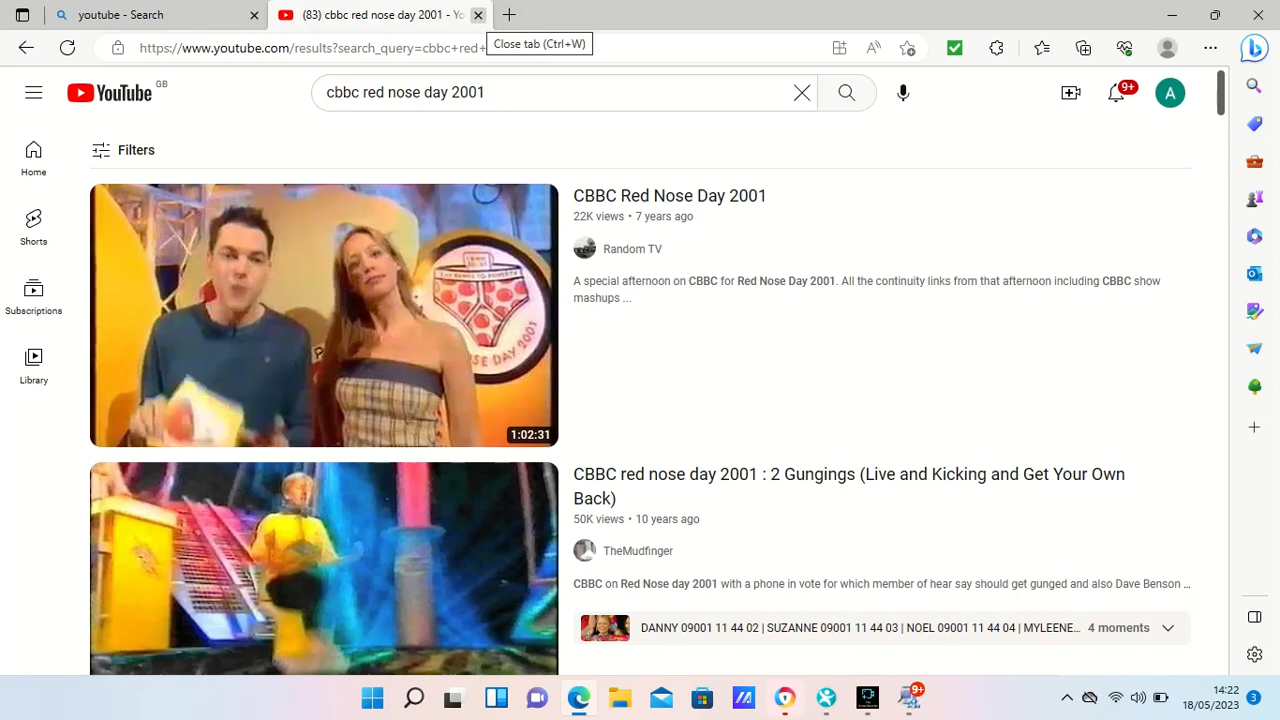 youtube - Search
(83) cbbc red nose day 2001 - Yo
Close tab (Ctrl+W)
https://www.youtube.com/results?search_query=cbbc+red+
YouTube GB
cbbc red nose day 2001
9+
A
Home
Shorts
Subscriptions
Library
Filters
CBBC Red Nose Day 2001
22K views • 7 years ago
Random TV
A special afternoon on CBBC for Red Nose Day 2001. All the continuity links from that afternoon including CBBC show
mashups ...
1:02:31
CBBC red nose day 2001 : 2 Gungings (Live and Kicking and Get Your Own
Back)
50K views • 10 years ago
TheMudfinger
CBBC on Red Nose day 2001 with a phone in vote for which member of hear say should get gunged and also Dave Benson ...
DANNY 09001 11 44 02 | SUZANNE 09001 11 44 03 | NOEL 09001 11 44 04 | MYLEENE... 4 moments
9+
14:22
18/05/2023
3